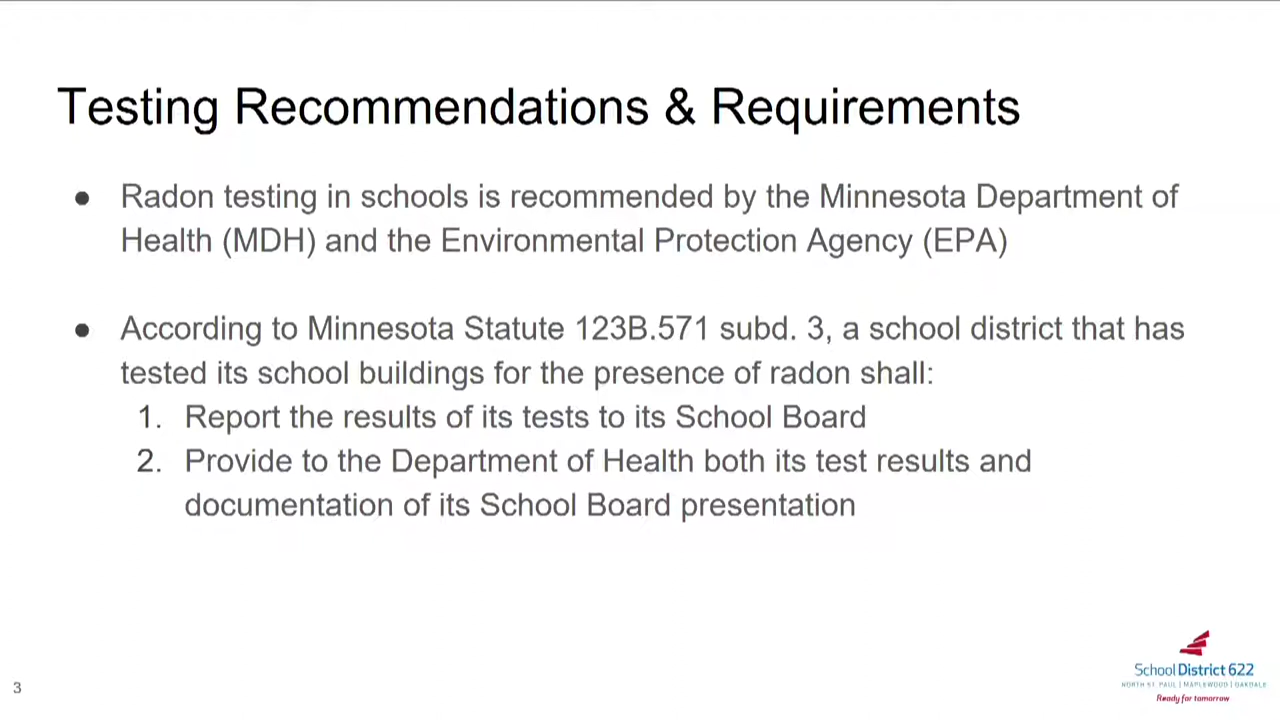 Testing Recommendations & Requirements
● Radon testing in schools is recommended by the Minnesota Department of
Health (MDH) and the Environmental Protection Agency (EPA)
● According to Minnesota Statute 123B.571 subd. 3, a school district that has
tested its school buildings for the presence of radon shall:
1. Report the results of its tests to its School Board
2. Provide to the Department of Health both its test results and
documentation of its School Board presentation
School District 622
NORTH ST. PAUL | MAPLEWOOD | OAKDALE
Ready for tomorrow
3